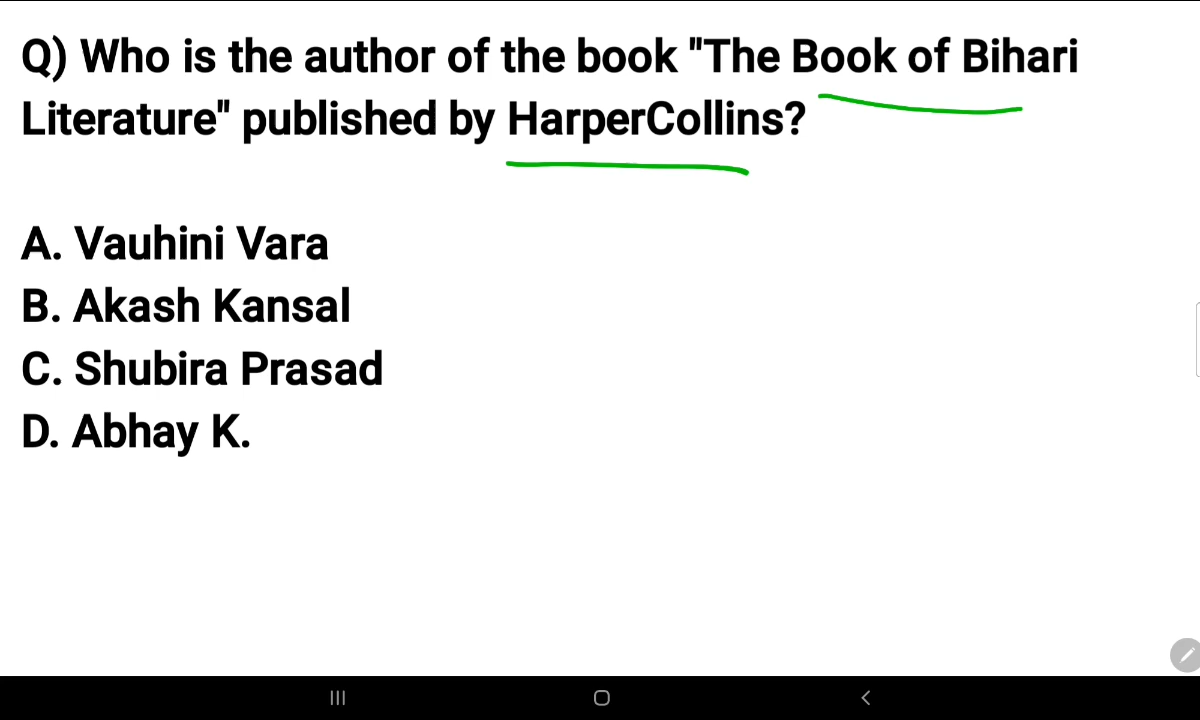 Q) Who is the author of the book "The Book of Bihari
Literature" published by HarperCollins?
A. Vauhini Vara
B. Akash Kansal
C. Shubira Prasad
D. Abhay K.